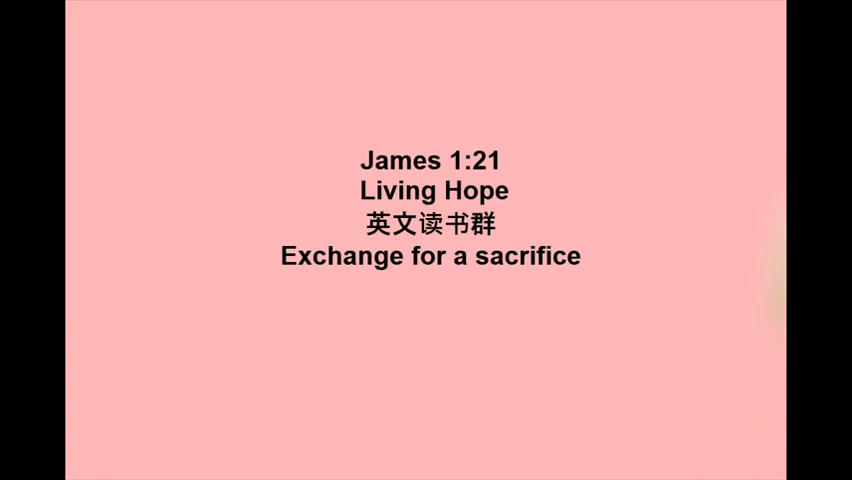 James 1:21
Living Hope
英文读书群
Exchange for a sacrifice